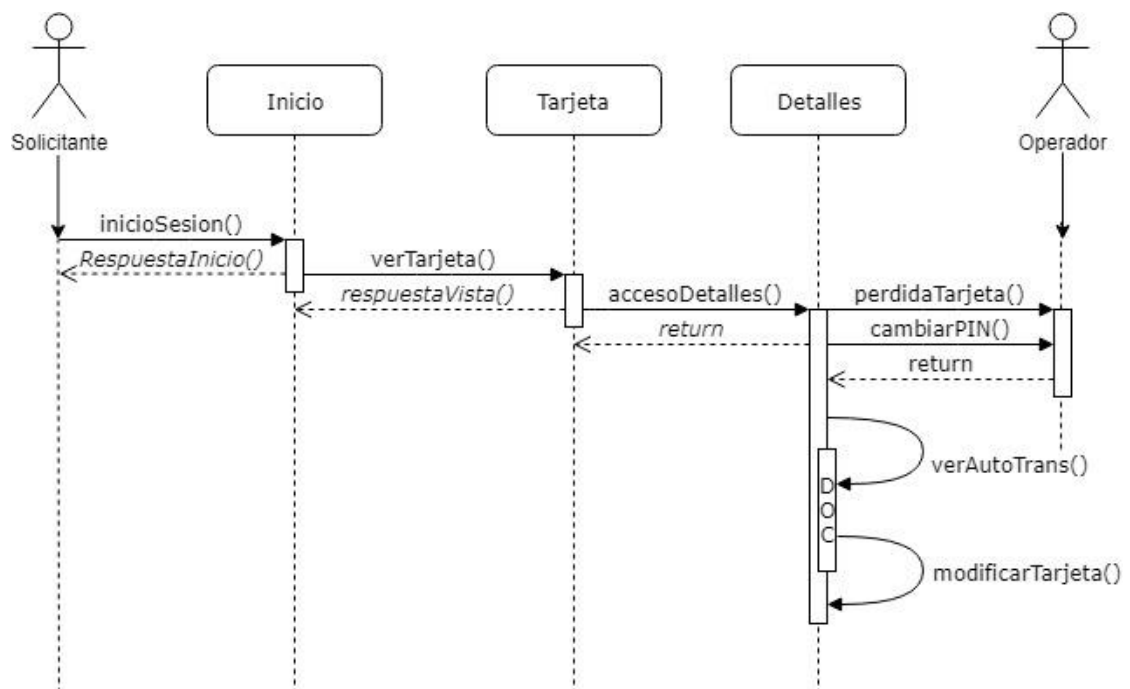 Inicio
Tarjeta
Detalles
Solicitante
Operador
inicioSesion()
RespuestaInicio()
verTarjeta()
respuestaVista()
accesoDetalles()
perdidaTarjeta()
return
cambiarPIN()
return
verAutoTrans()
D
O
C
modificarTarjeta()